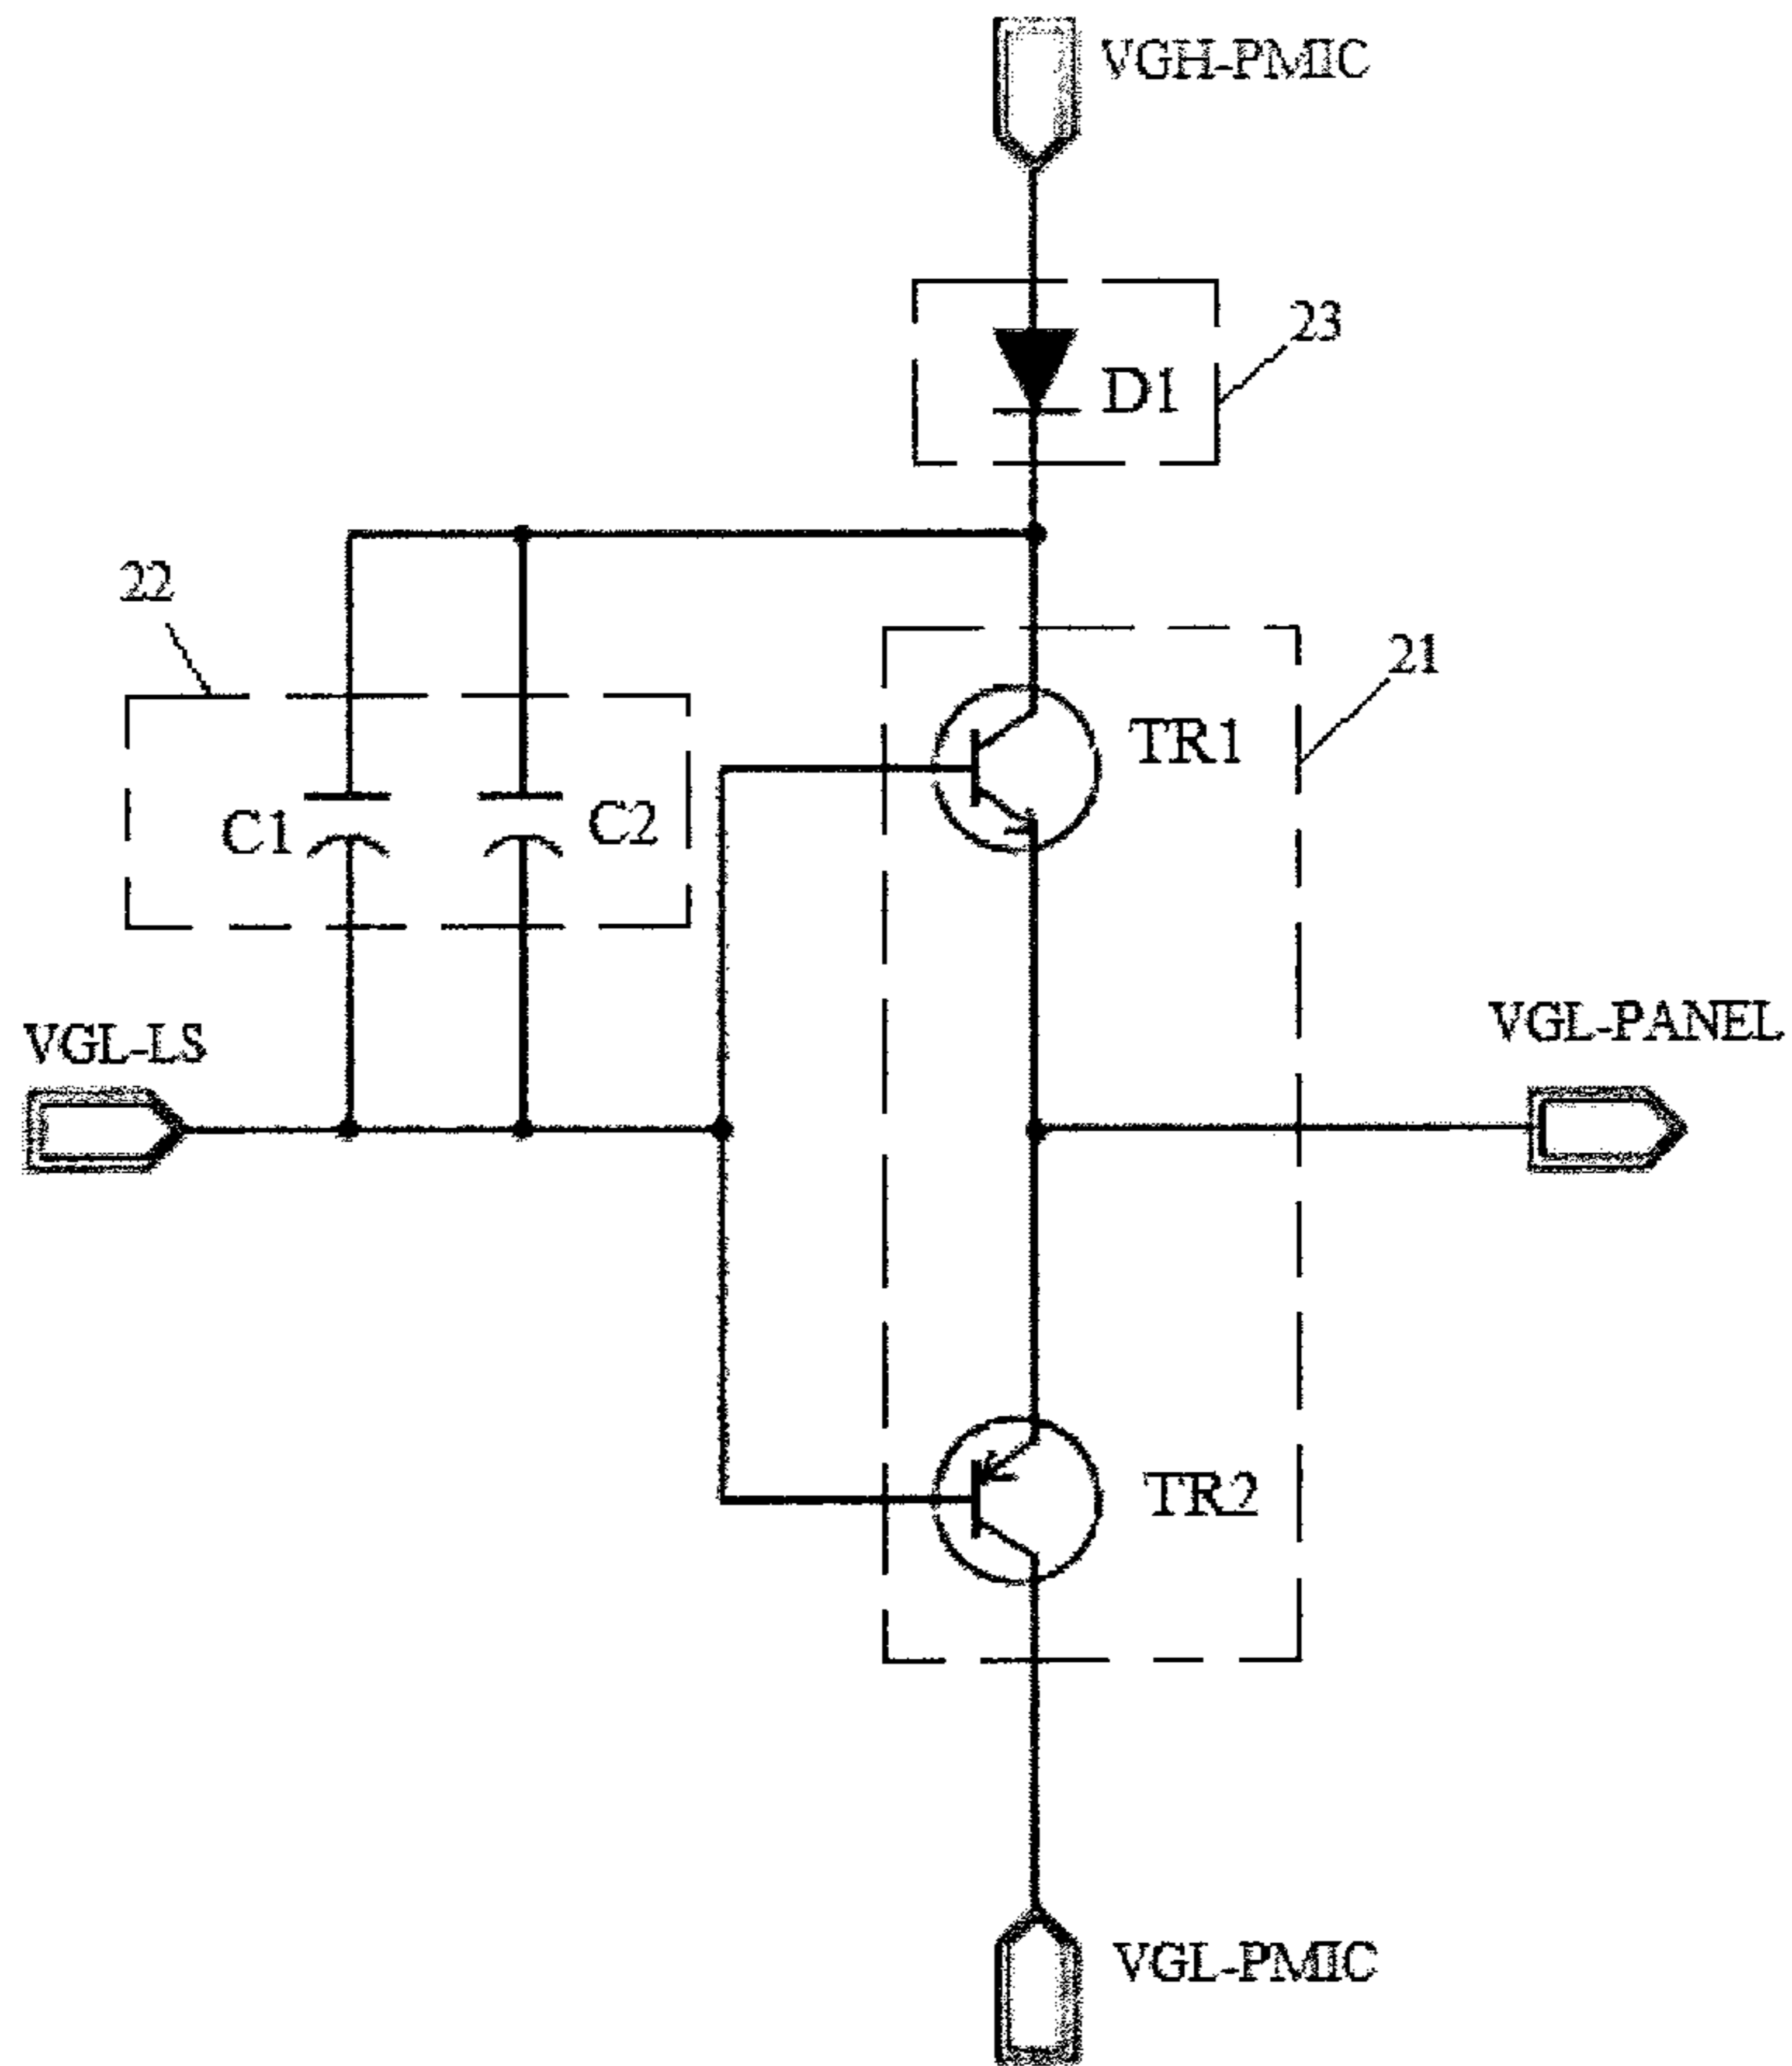 VGH-PMIC
23
D1
22
21
TR1
C1
C2
VGL-LS
VGL-PANEL
TR2
VGL-PMIC